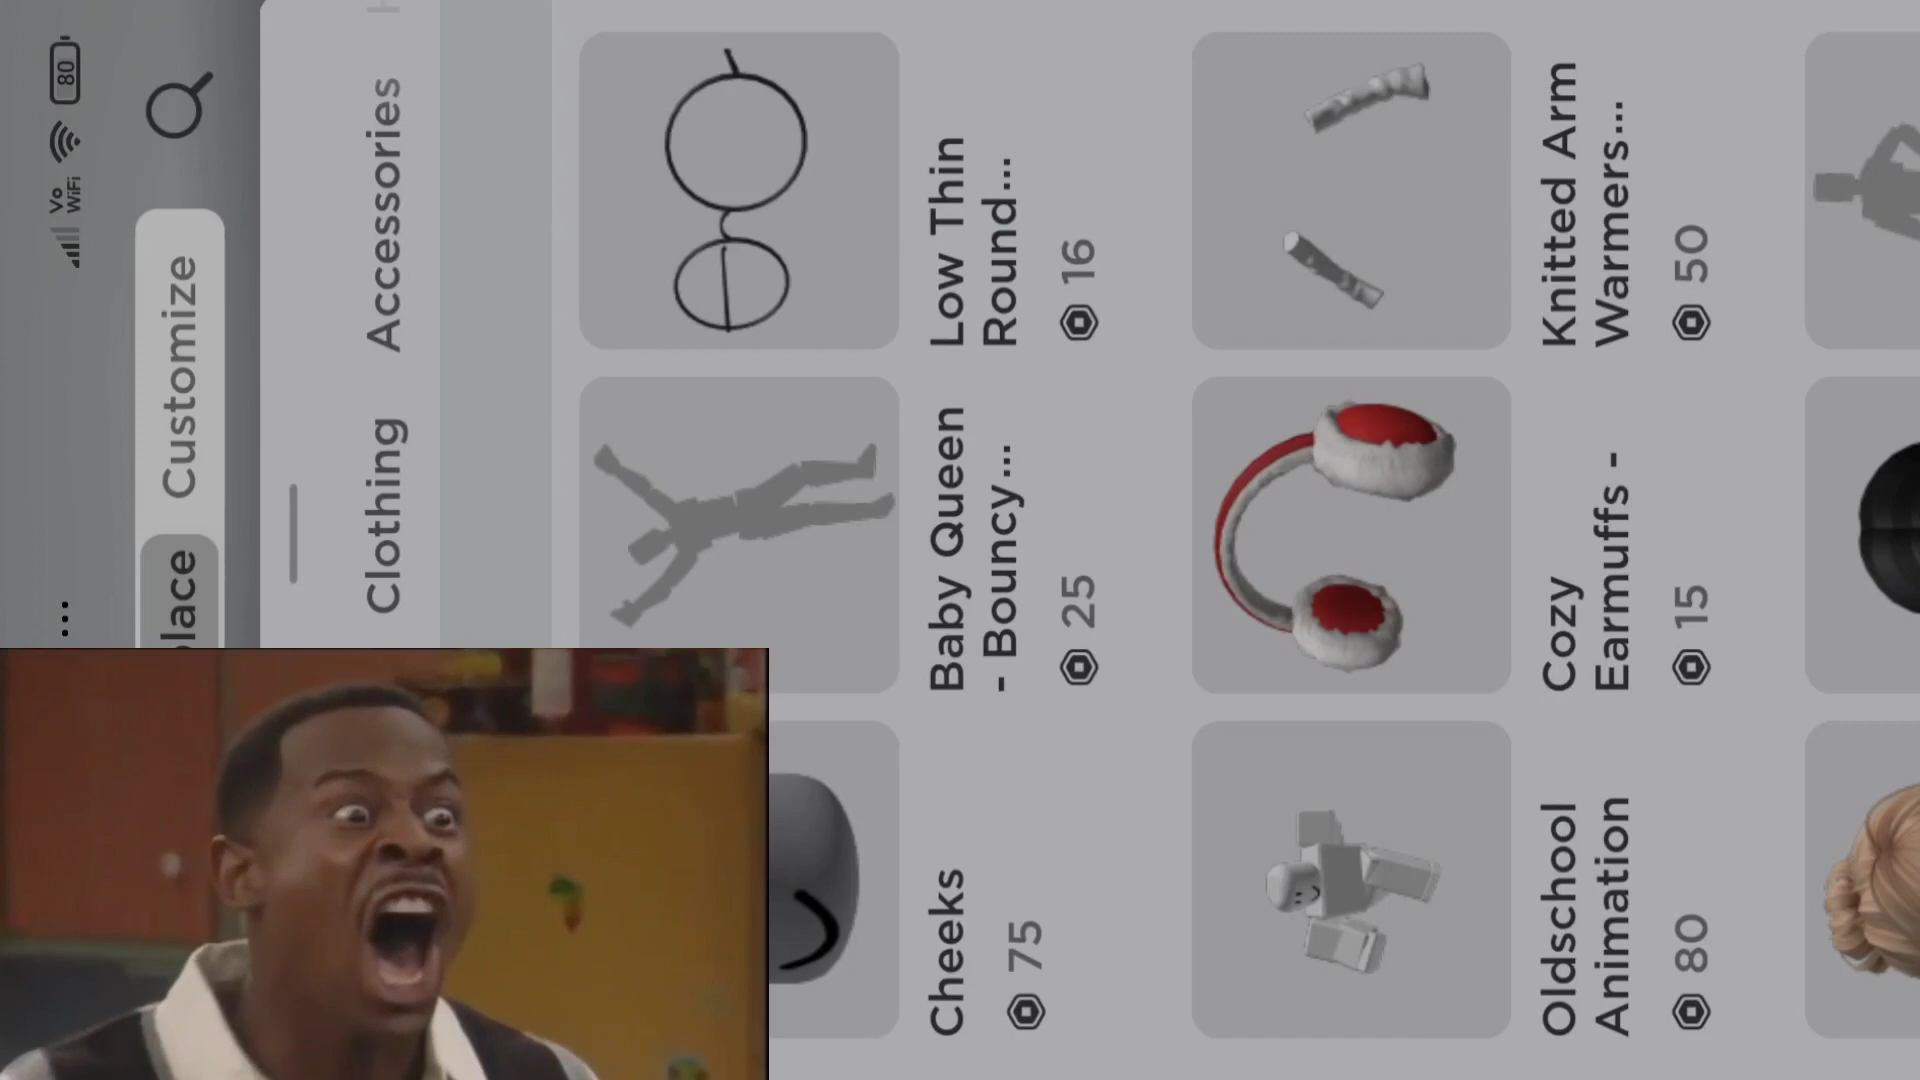 Vo
WiFi
80
lace
Customize
Clothing
Accessories
Cheeks
75
Baby Queen
- Bouncy...
25
Low Thin
Round...
16
Oldschool
Animation
80
Cozy
Earmuffs -
15
Knitted Arm
Warmers...
50